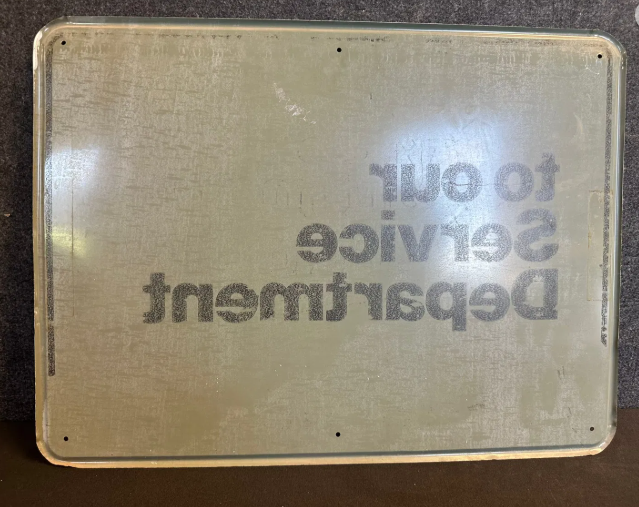 to our
Service
Department